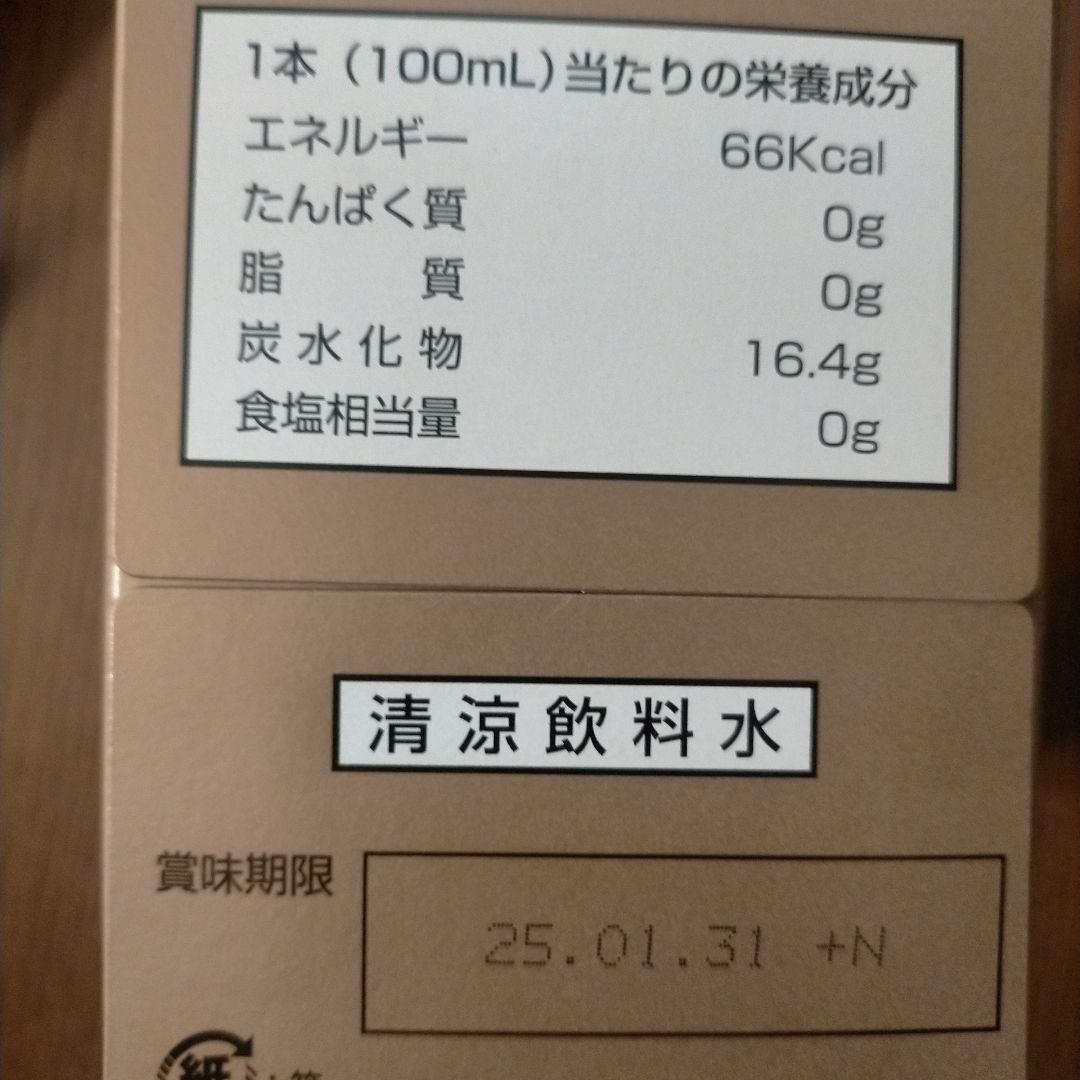 1本（100mL）当たりの栄養成分
エネルギー 66Kcal
たんぱく質 0g
脂質 0g
炭水化物 16.4g
食塩相当量 0g
清涼飲料水
賞味期限 25.01.31 +N
紙